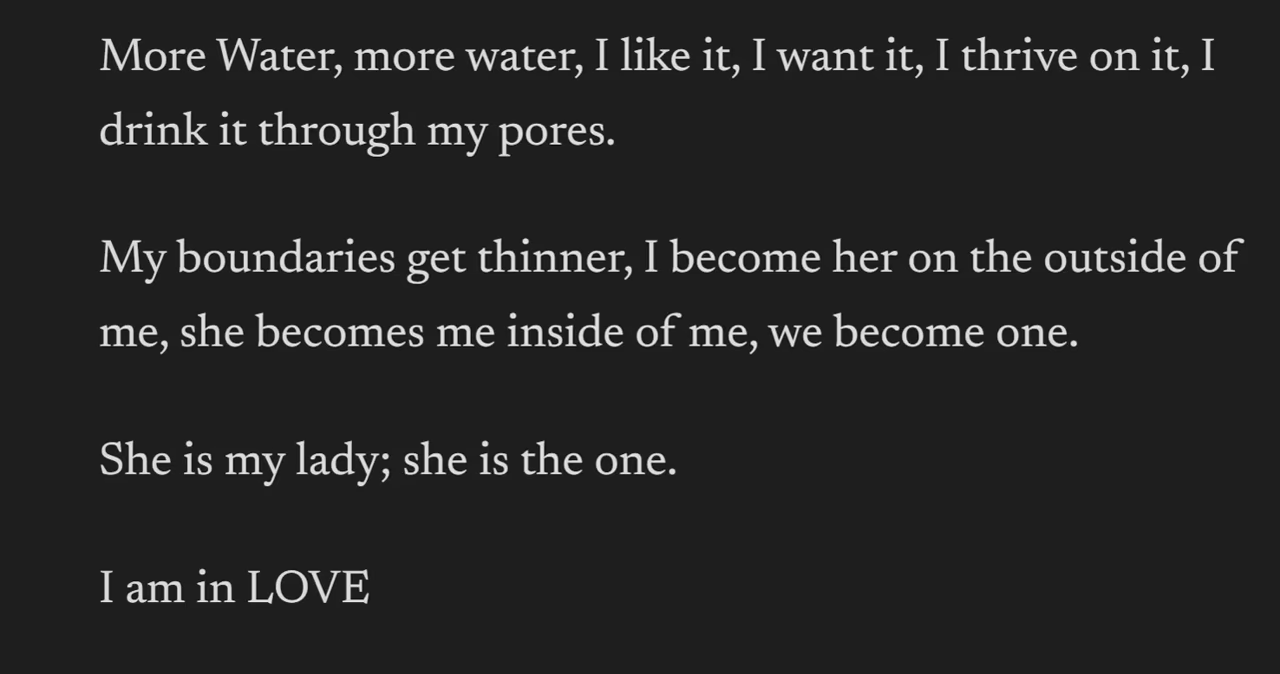 More Water, more water, I like it, I want it, I thrive on it, I
drink it through my pores.
My boundaries get thinner, I become her on the outside of
me, she becomes me inside of me, we become one.
She is my lady; she is the one.
I am in LOVE